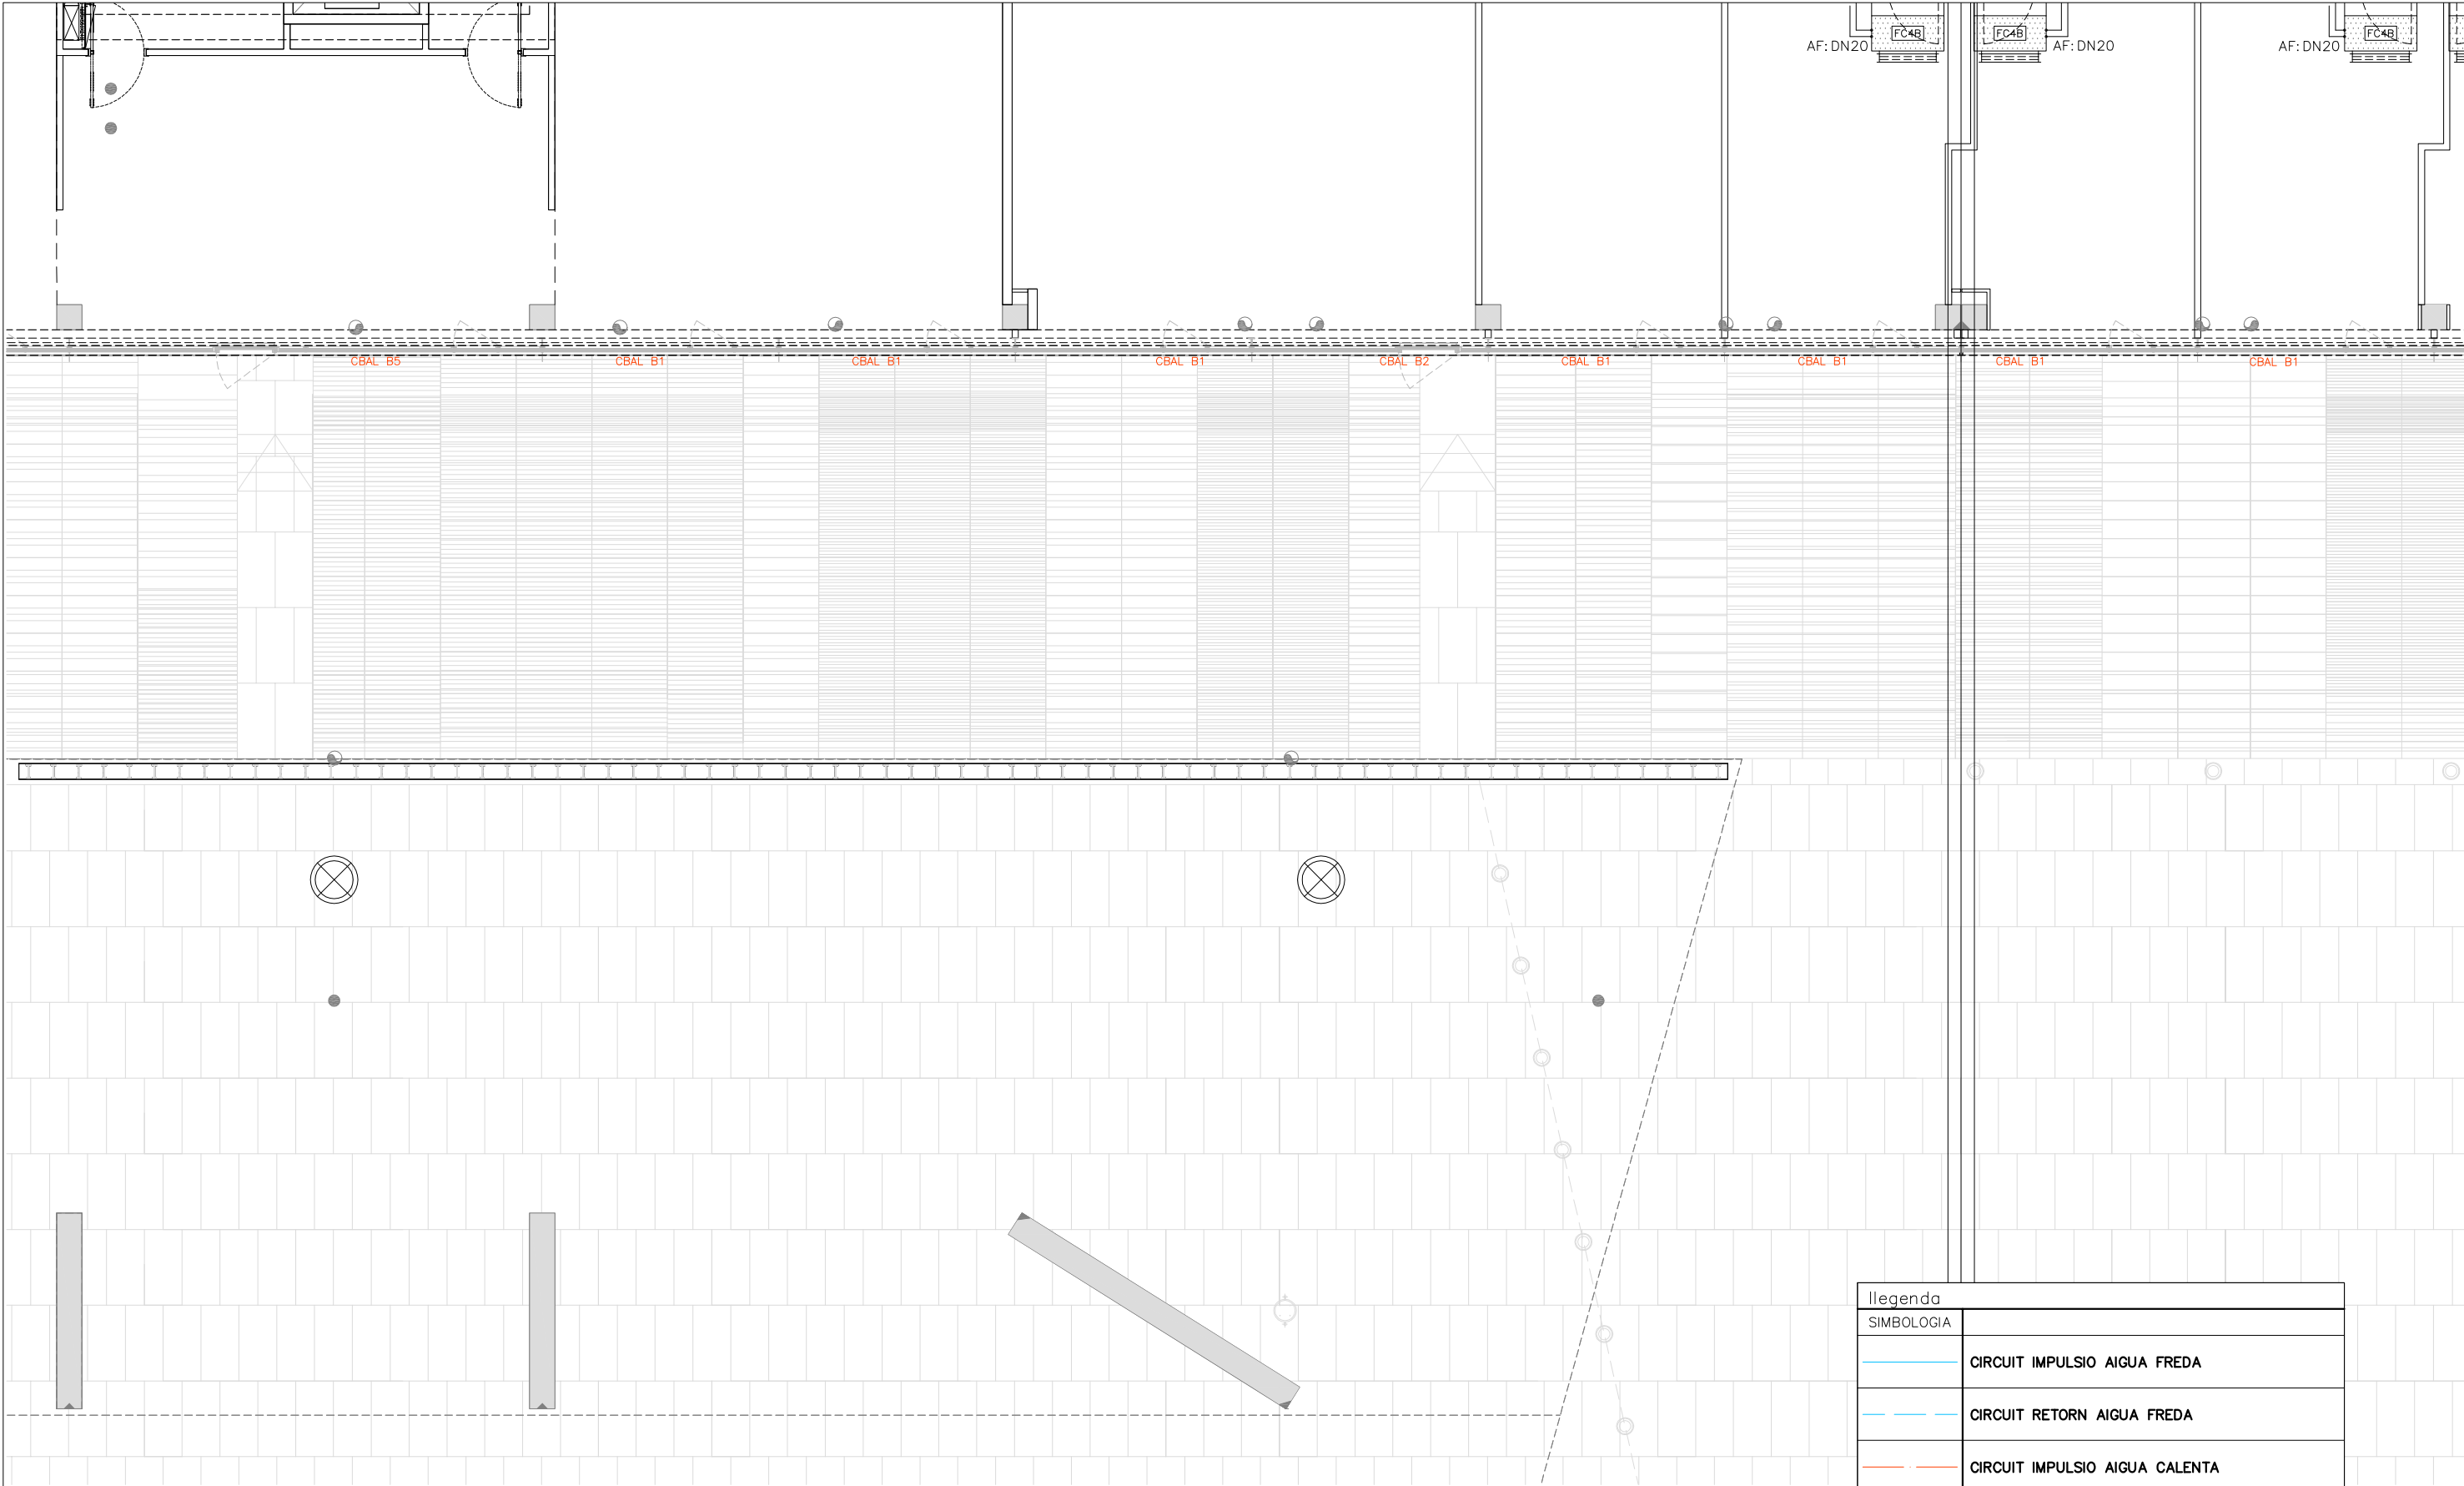 FC4B FC4B FC4B
AF:DN20 AF:DN20 AF:DN20
CBAL B5 CBAL B1 CBAL B1 CBAL B1 CBAL B2 CBAL B1 CBAL B1 CBAL B1 CBAL B1
llegenda
SIMBOLOGIA
CIRCUIT IMPULSIO AIGUA FREDA
CIRCUIT RETORN AIGUA FREDA
CIRCUIT IMPULSIO AIGUA CALENTA